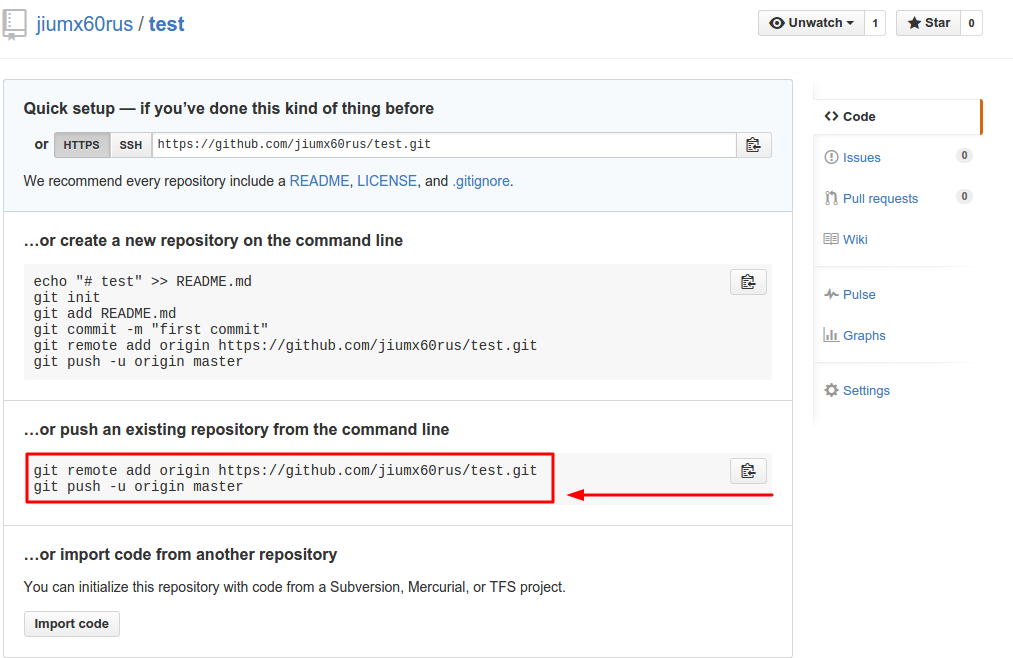 jiumx60rus / test
Unwatch 1 Star 0
Quick setup — if you’ve done this kind of thing before
or HTTPS SSH https://github.com/jiumx60rus/test.git
We recommend every repository include a README, LICENSE, and .gitignore.
…or create a new repository on the command line
echo "# test" >> README.md
git init
git add README.md
git commit -m "first commit"
git remote add origin https://github.com/jiumx60rus/test.git
git push -u origin master
…or push an existing repository from the command line
git remote add origin https://github.com/jiumx60rus/test.git
git push -u origin master
…or import code from another repository
You can initialize this repository with code from a Subversion, Mercurial, or TFS project.
Import code
Code
Issues 0
Pull requests 0
Wiki
Pulse
Graphs
Settings